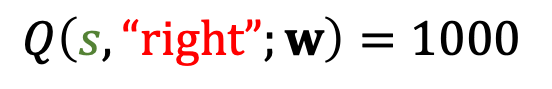 Q(s, “right”; w) = 1000